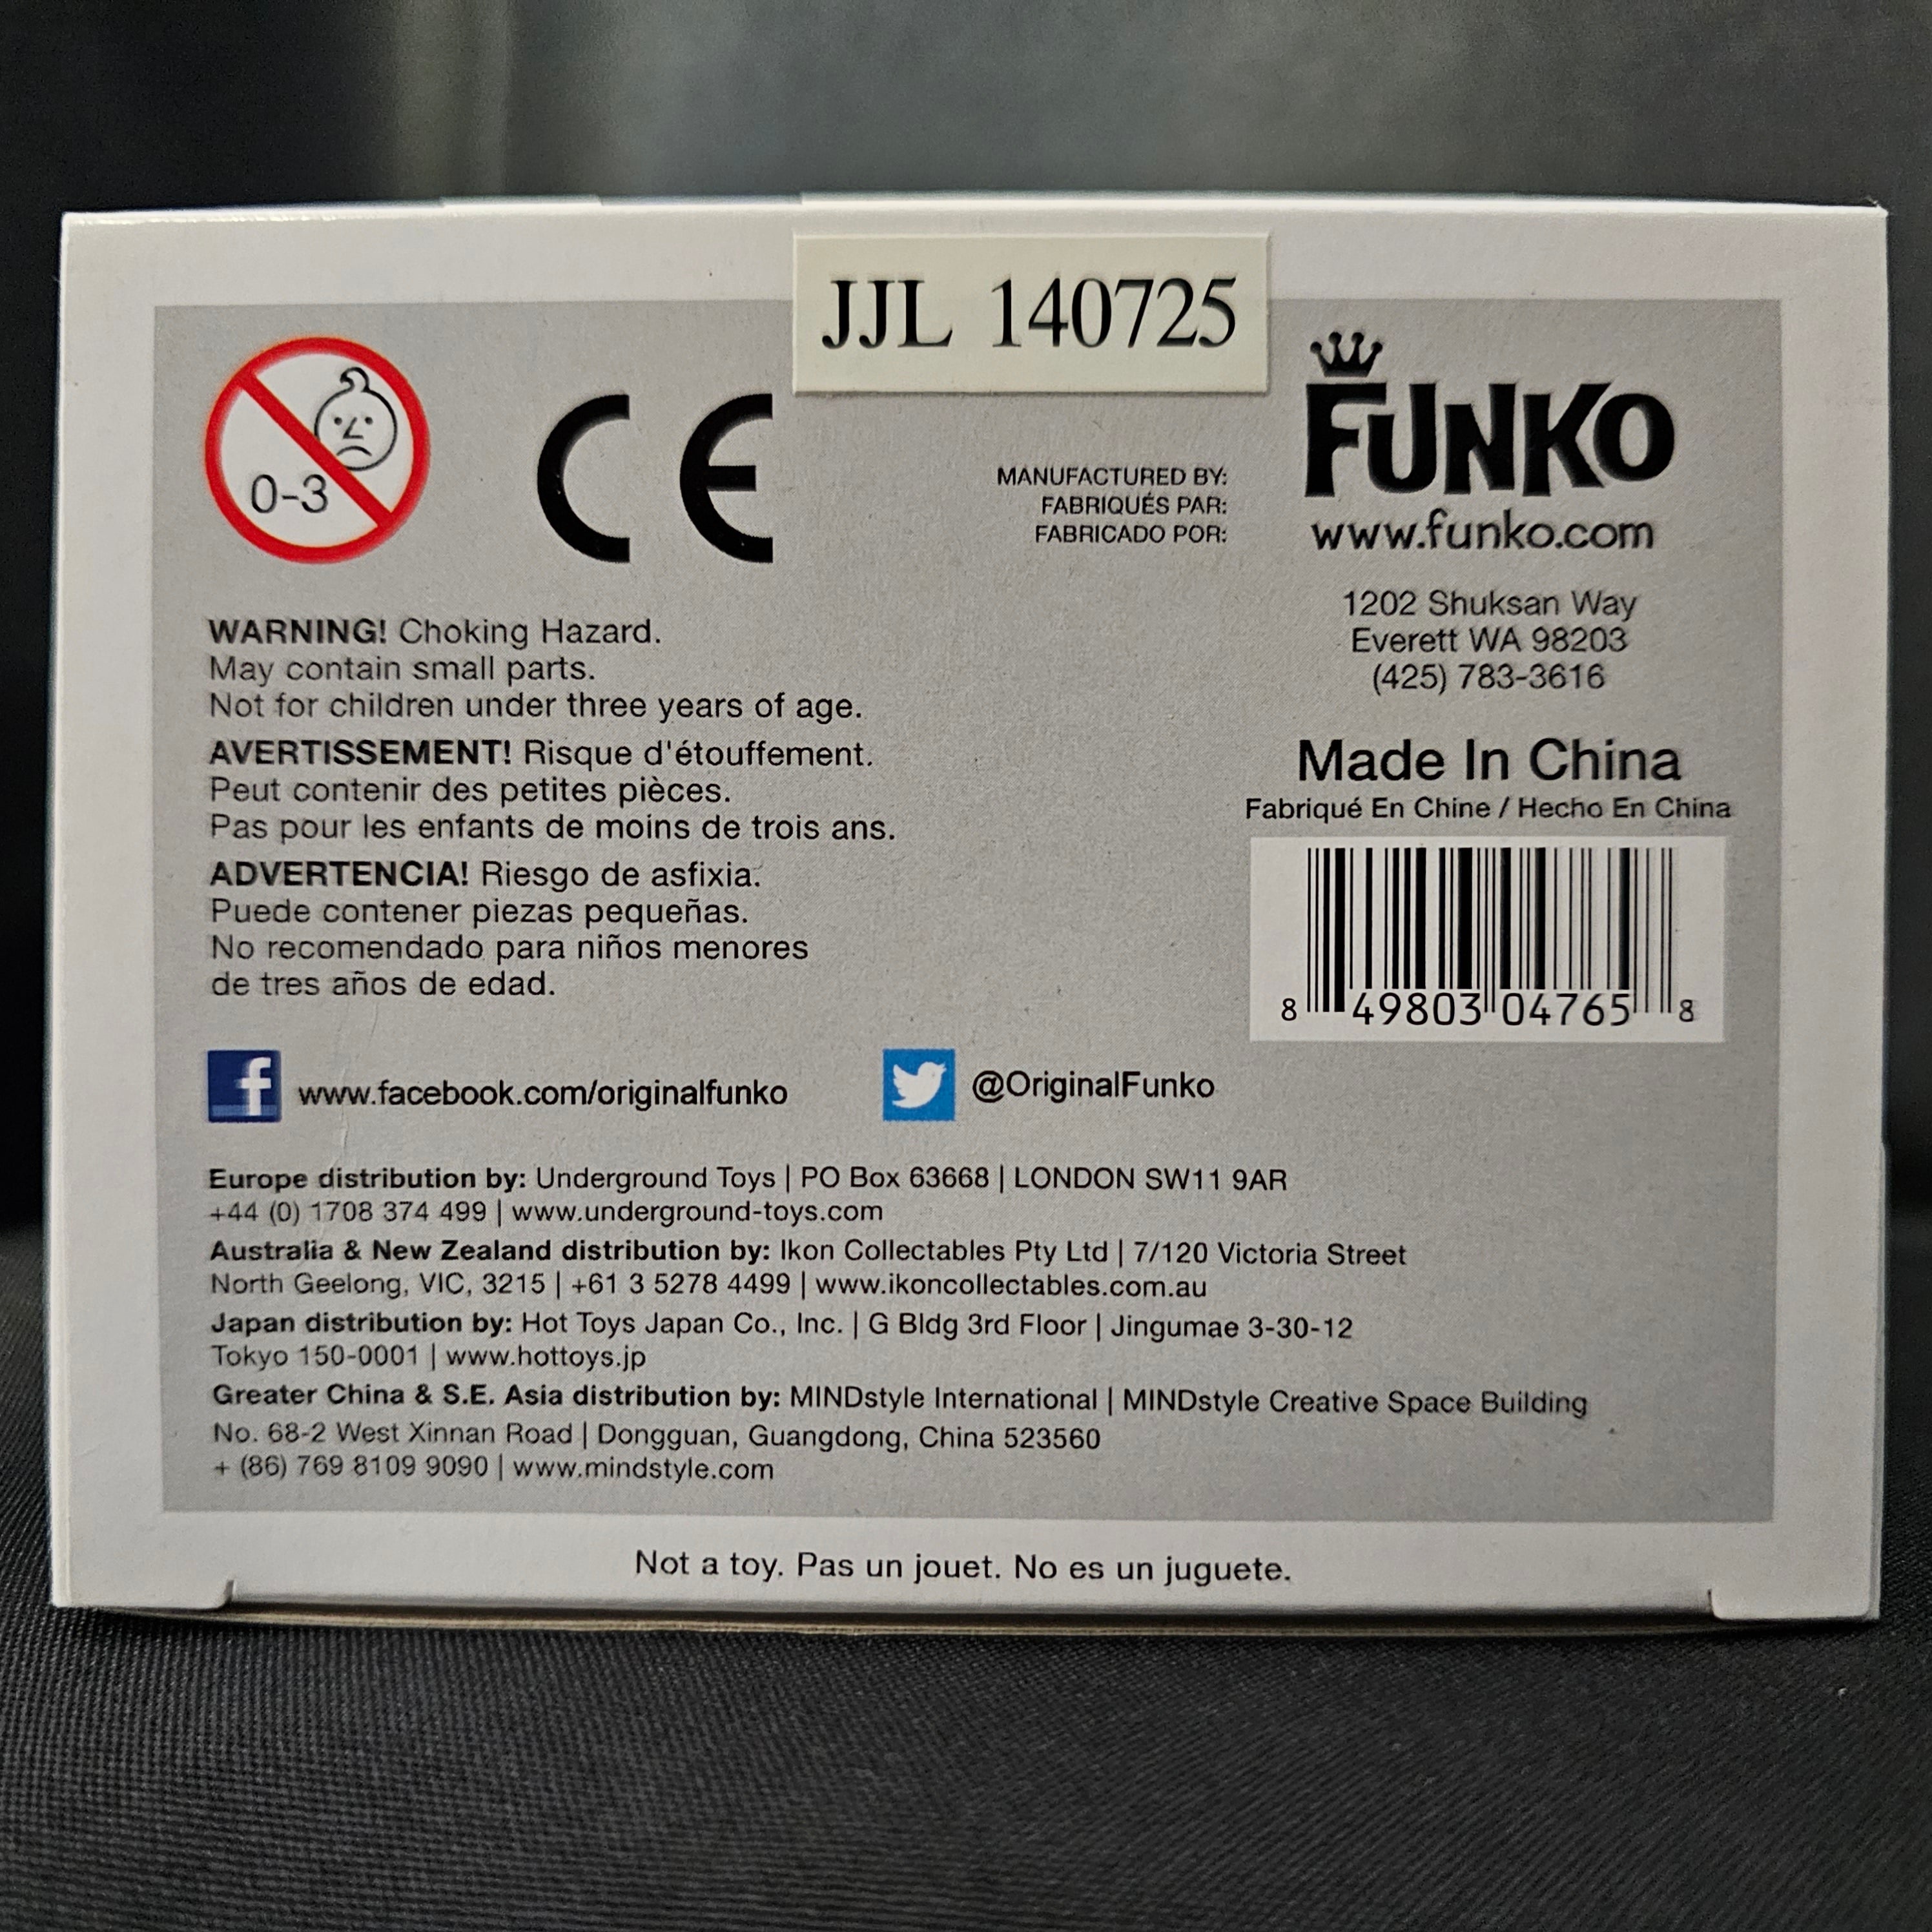 JJL 140725
0-3
CE
MANUFACTURED BY:
FABRIQUÉS PAR:
FABRICADO POR:
FUNKO
www.funko.com
1202 Shuksan Way
Everett WA 98203
(425) 783-3616
Made In China
Fabriqué En Chine / Hecho En China
8 49803 04765 8
WARNING! Choking Hazard.
May contain small parts.
Not for children under three years of age.
AVERTISSEMENT! Risque d'étouffement.
Peut contenir des petites pièces.
Pas pour les enfants de moins de trois ans.
ADVERTENCIA! Riesgo de asfixia.
Puede contener piezas pequeñas.
No recomendado para niños menores
de tres años de edad.
f www.facebook.com/originalfunko
@OriginalFunko
Europe distribution by: Underground Toys | PO Box 63668 | LONDON SW11 9AR
+44 (0) 1708 374 499 | www.underground-toys.com
Australia & New Zealand distribution by: Ikon Collectables Pty Ltd | 7/120 Victoria Street
North Geelong, VIC, 3215 | +61 3 5278 4499 | www.ikoncollectables.com.au
Japan distribution by: Hot Toys Japan Co., Inc. | G Bldg 3rd Floor | Jingumae 3-30-12
Tokyo 150-0001 | www.hottoys.jp
Greater China & S.E. Asia distribution by: MINDstyle International | MINDstyle Creative Space Building
No. 68-2 West Xinnan Road | Dongguan, Guangdong, China 523560
+ (86) 769 8109 9090 | www.mindstyle.com
Not a toy. Pas un jouet. No es un juguete.